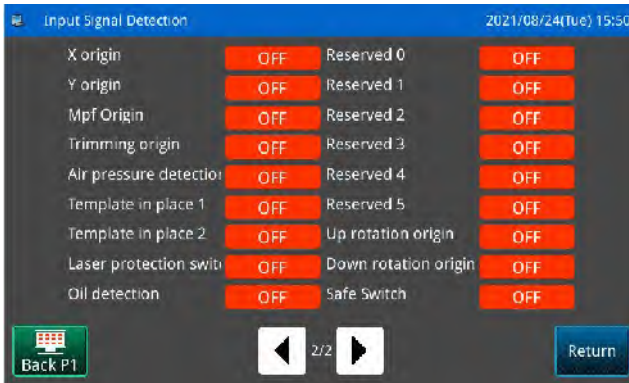 Input Signal Detection 2021/08/24(Tue) 15:50
X origin OFF Reserved 0 OFF
Y origin OFF Reserved 1 OFF
Mpf Origin OFF Reserved 2 OFF
Trimming origin OFF Reserved 3 OFF
Air pressure detection OFF Reserved 4 OFF
Template in place 1 OFF Reserved 5 OFF
Template in place 2 OFF Up rotation origin OFF
Laser protection swit OFF Down rotation origin OFF
Oil detection OFF Safe Switch OFF
Back P1 2/2 Return